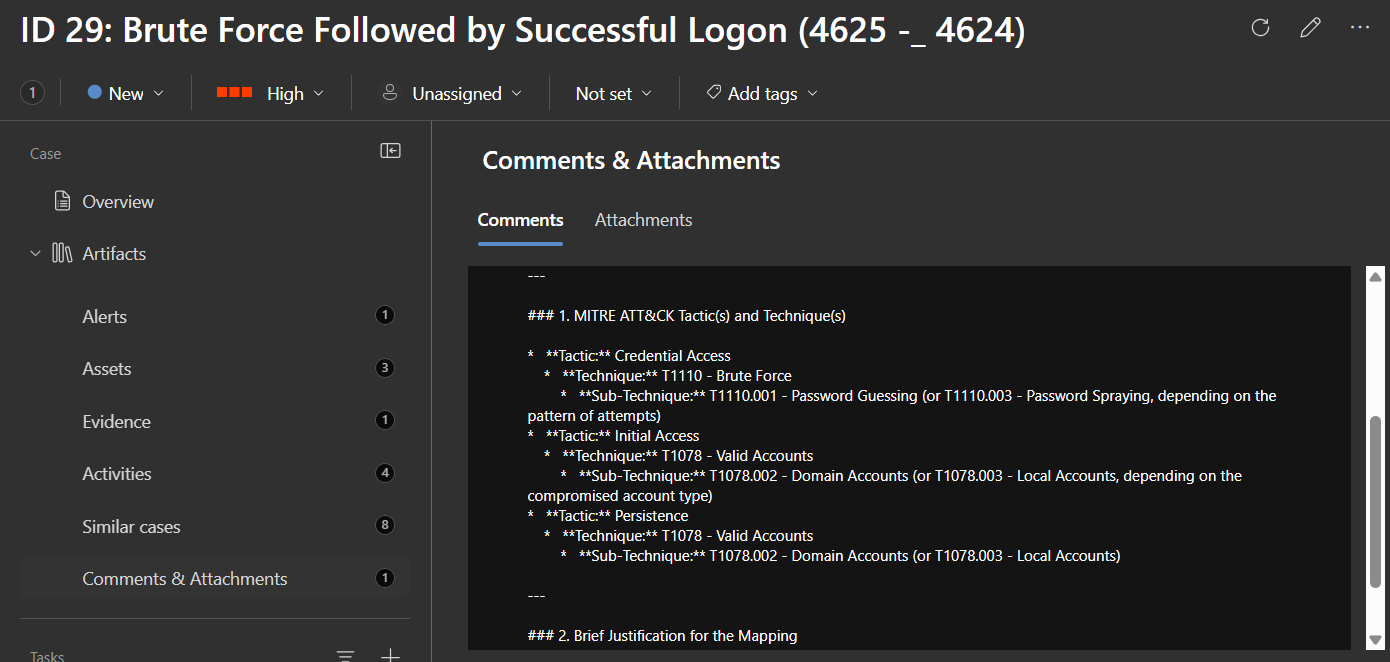 ID 29: Brute Force Followed by Successful Logon (4625 -_ 4624)
1
New
High
Unassigned
Not set
Add tags
Case
Overview
Artifacts
Alerts
1
Assets
3
Evidence
1
Activities
4
Similar cases
8
Comments & Attachments
1
Tasks
Comments & Attachments
Comments
Attachments
---
### 1. MITRE ATT&CK Tactic(s) and Technique(s)
* **Tactic:** Credential Access
* **Technique:** T1110 - Brute Force
* **Sub-Technique:** T1110.001 - Password Guessing (or T1110.003 - Password Spraying, depending on the
pattern of attempts)
* **Tactic:** Initial Access
* **Technique:** T1078 - Valid Accounts
* **Sub-Technique:** T1078.002 - Domain Accounts (or T1078.003 - Local Accounts, depending on the
compromised account type)
* **Tactic:** Persistence
* **Technique:** T1078 - Valid Accounts
* **Sub-Technique:** T1078.002 - Domain Accounts (or T1078.003 - Local Accounts)
---
### 2. Brief Justification for the Mapping